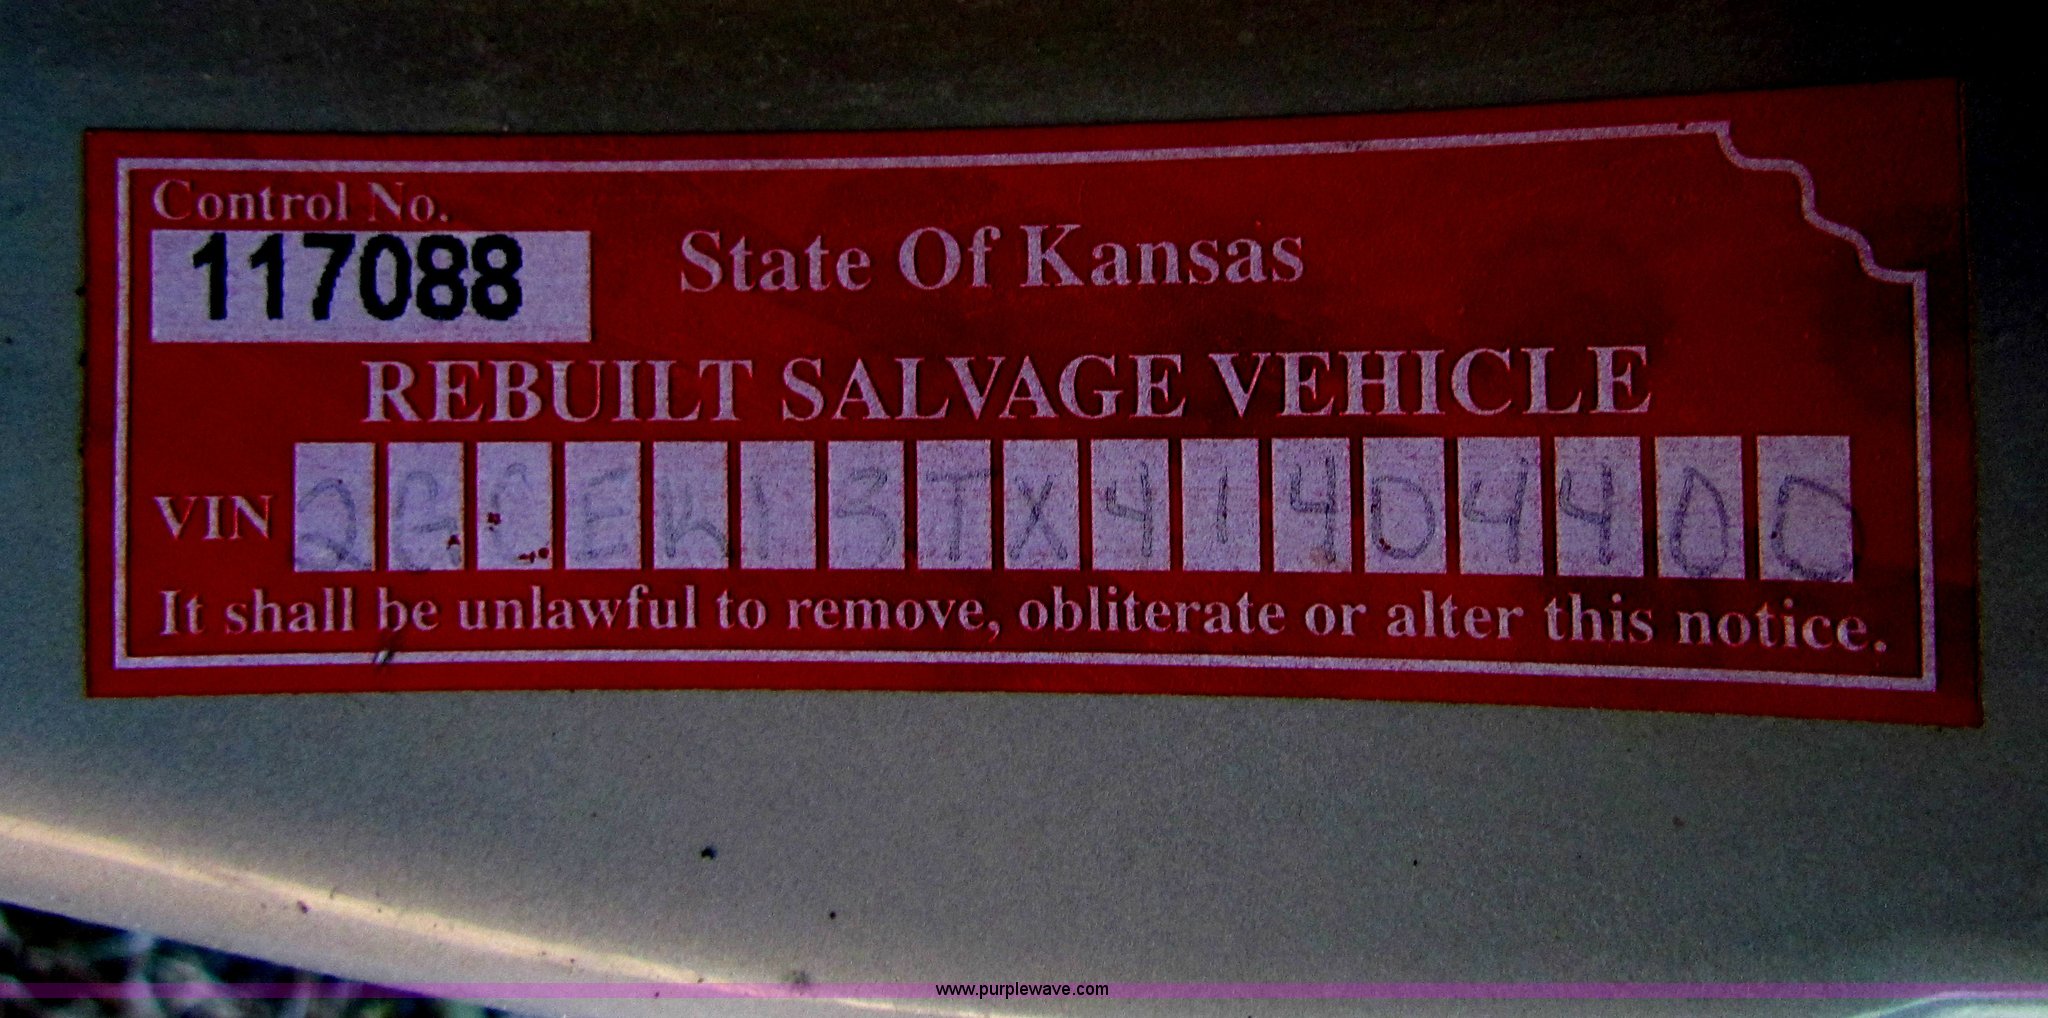 Control No.
117088
State Of Kansas
REBUILT SALVAGE VEHICLE
VIN 2GCEK13TX41404400
It shall be unlawful to remove, obliterate or alter this notice.
www.purplewave.com